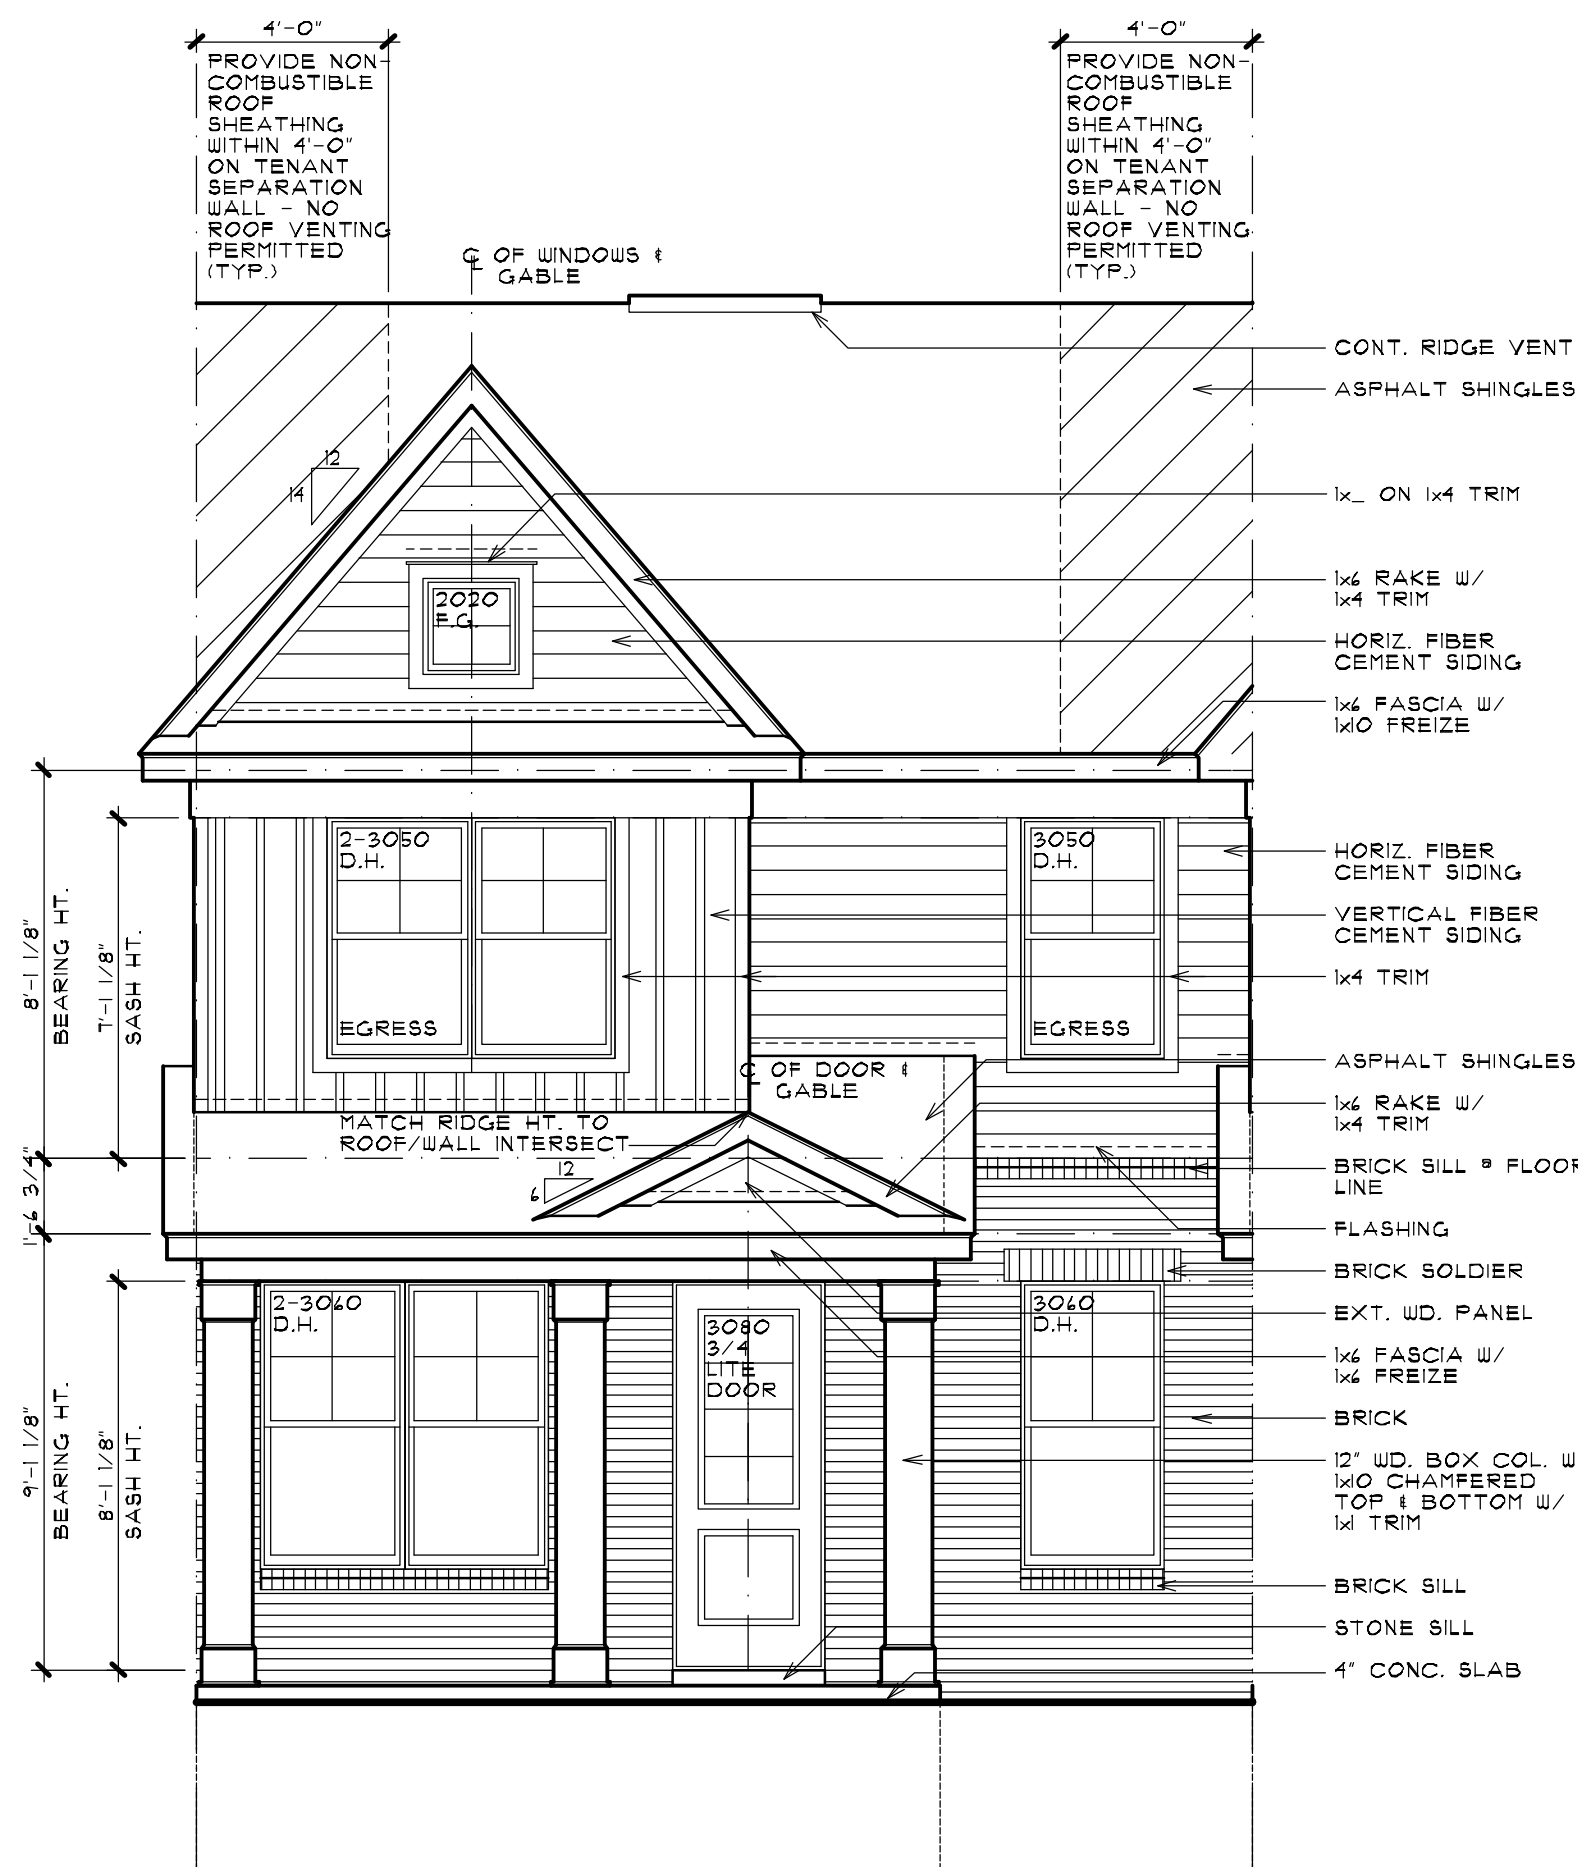 4'-0"
PROVIDE NON-
COMBUSTIBLE
ROOF
SHEATHING
WITHIN 4'-0"
ON TENANT
SEPARATION
WALL - NO
ROOF VENTING
PERMITTED
(TYP.)
4'-0"
PROVIDE NON-
COMBUSTIBLE
ROOF
SHEATHING
WITHIN 4'-0"
ON TENANT
SEPARATION
WALL - NO
ROOF VENTING
PERMITTED
(TYP.)
℄ OF WINDOWS &
GABLE
12
14
2020
F.G.
2-3050
D.H.
EGRESS
3050
D.H.
EGRESS
℄ OF DOOR &
GABLE
MATCH RIDGE HT. TO
ROOF/WALL INTERSECT
12
6
2-3060
D.H.
3080
3/4
LITE
DOOR
3060
D.H.
8'-1 1/8"
BEARING HT.
7'-1 1/8"
SASH HT.
1'-6 3/4"
9'-1 1/8"
BEARING HT.
8'-1 1/8"
SASH HT.
CONT. RIDGE VENT
ASPHALT SHINGLES
1x_ ON 1x4 TRIM
1x6 RAKE W/
1x4 TRIM
HORIZ. FIBER
CEMENT SIDING
1x6 FASCIA W/
1x10 FREIZE
HORIZ. FIBER
CEMENT SIDING
VERTICAL FIBER
CEMENT SIDING
1x4 TRIM
ASPHALT SHINGLES
1x6 RAKE W/
1x4 TRIM
BRICK SILL @ FLOOR
LINE
FLASHING
BRICK SOLDIER
EXT. WD. PANEL
1x6 FASCIA W/
1x6 FREIZE
BRICK
12" WD. BOX COL. W
1x10 CHAMFERED
TOP & BOTTOM W/
1x1 TRIM
BRICK SILL
STONE SILL
4" CONC. SLAB